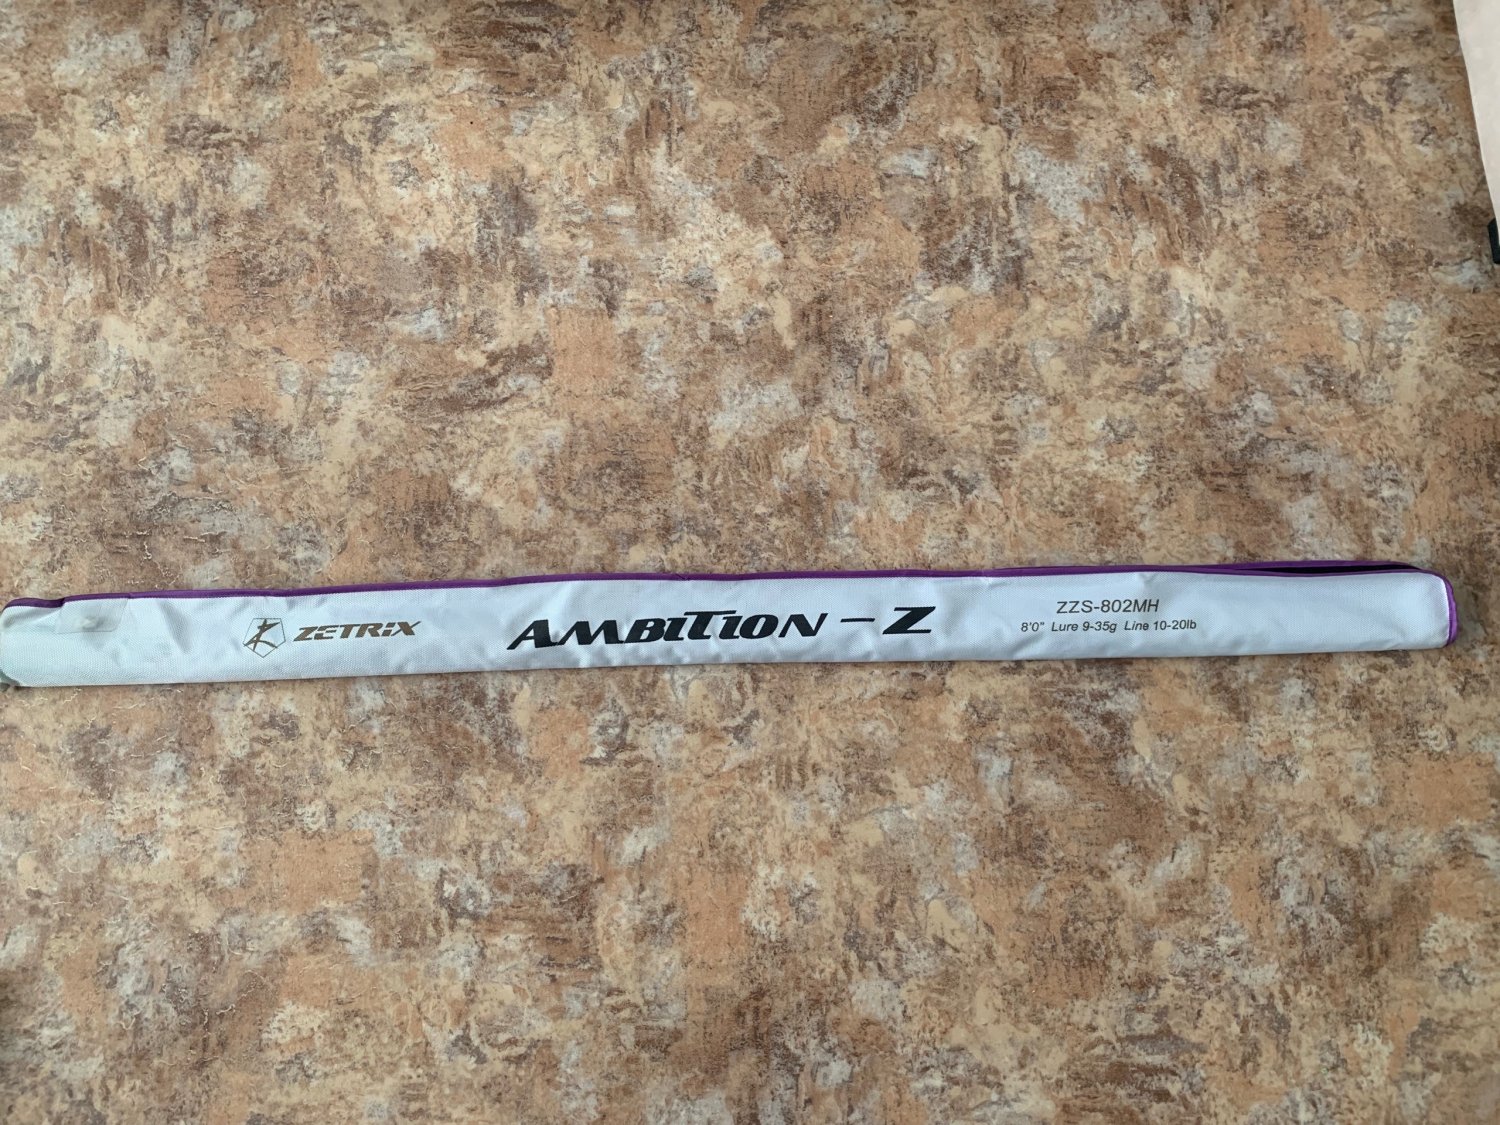 ZETRIX
AMBITION-Z
ZZS-802MH
8'0" Lure 9-35g Line 10-20lb